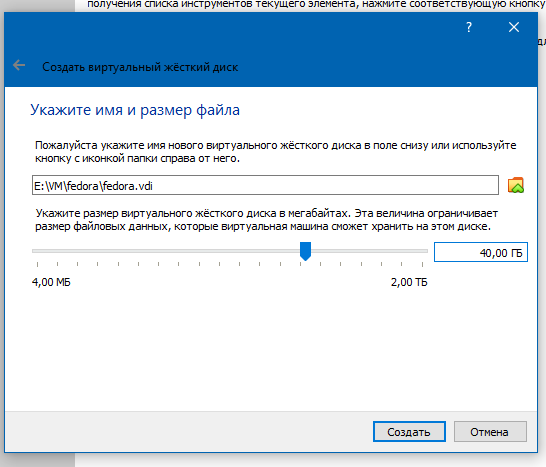 получения списка инструментов текущего элемента, нажмите соответствующую кнопку
?
Создать виртуальный жёсткий диск
Укажите имя и размер файла
Пожалуйста укажите имя нового виртуального жёсткого диска в поле снизу или используйте
кнопку с иконкой папки справа от него.
E:\VM\fedora\fedora.vdi
Укажите размер виртуального жёсткого диска в мегабайтах. Эта величина ограничивает
размер файловых данных, которые виртуальная машина сможет хранить на этом диске.
40,00 ГБ
4,00 МБ 2,00 ТБ
Создать Отмена